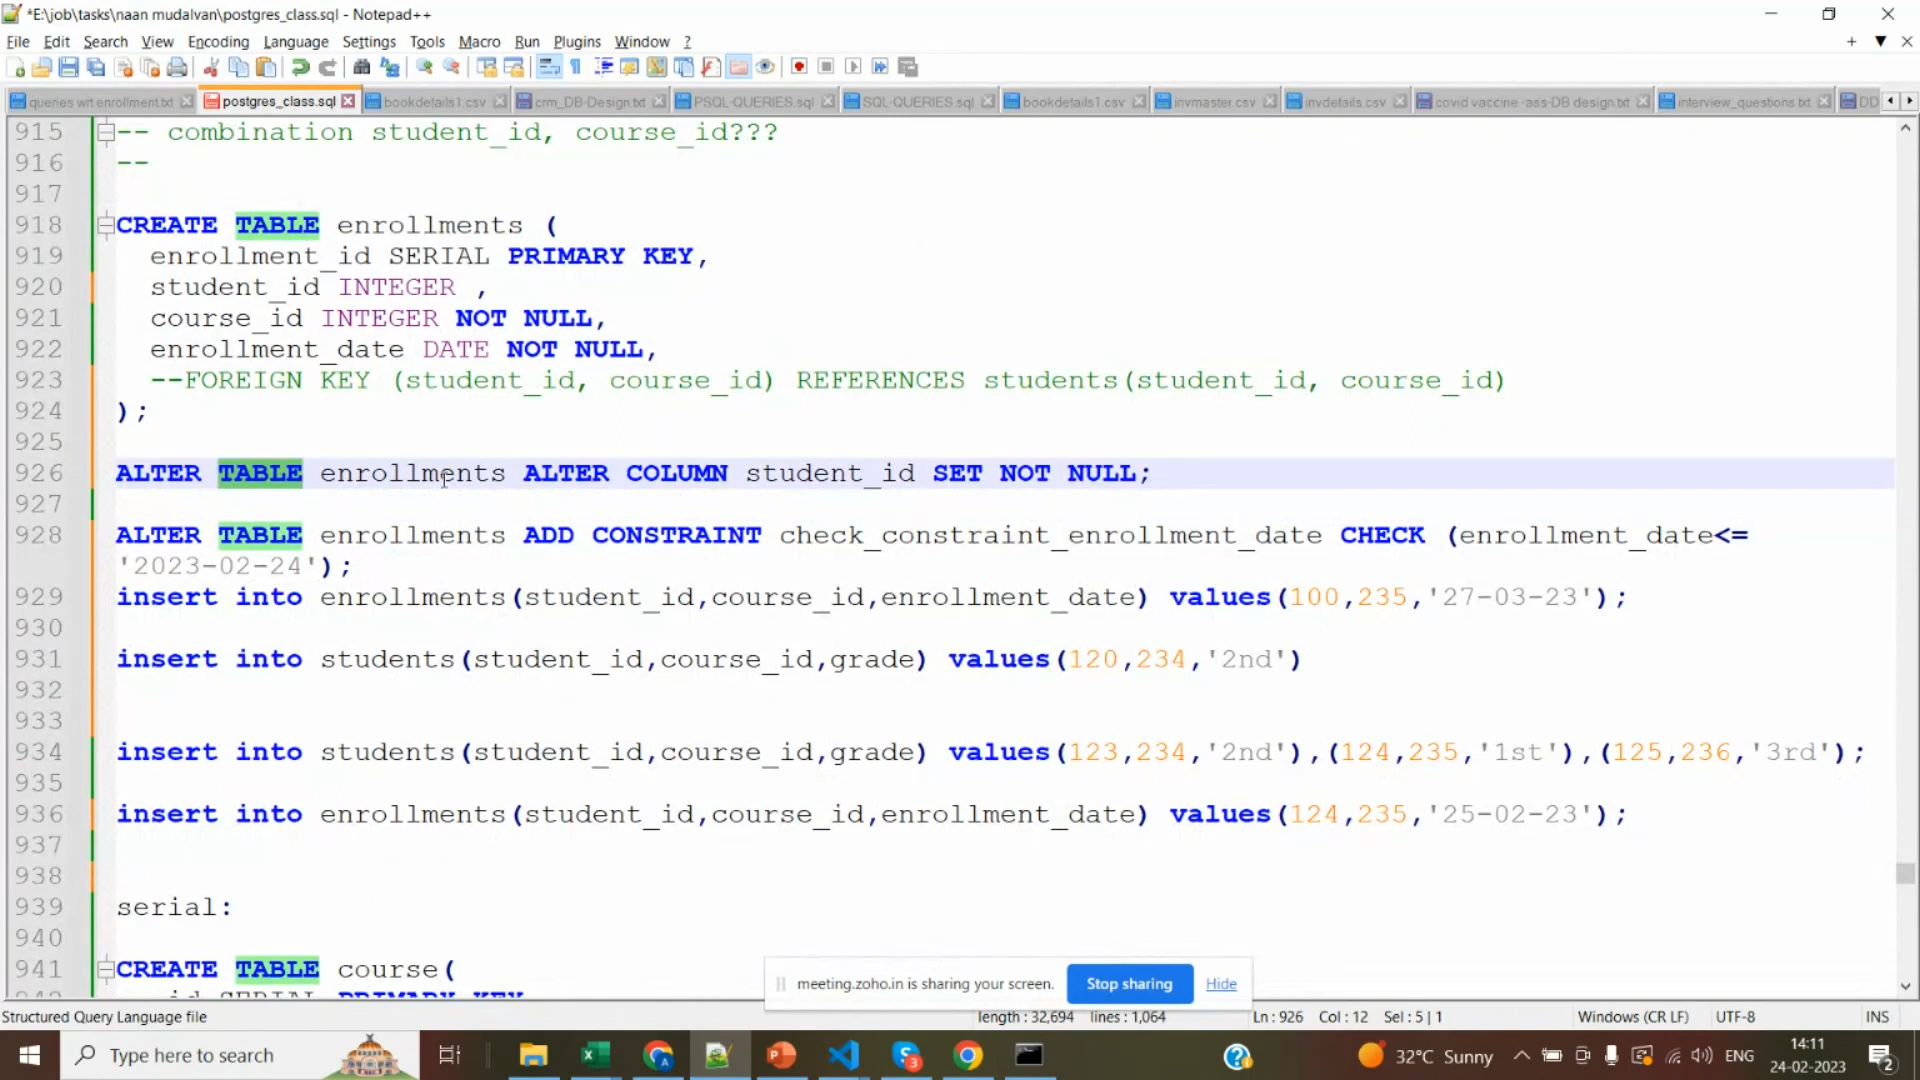 *E:\job\tasks\naan mudalvan\postgres_class.sql - Notepad++
File Edit Search View Encoding Language Settings Tools Macro Run Plugins Window ?
queries wrt enrollment.txt postgres_class.sql bookdetails1.csv crm_DB-Design.txt PSQL-QUERIES.sql SQL-QUERIES.sql bookdetails1.csv invmaster.csv invdetails.csv covid vaccine -ass-DB design.txt interview_questions.txt DD
915 -- combination student_id, course_id???
916 --
917
918 CREATE TABLE enrollments (
919 enrollment_id SERIAL PRIMARY KEY,
920 student_id INTEGER ,
921 course_id INTEGER NOT NULL,
922 enrollment_date DATE NOT NULL,
923 --FOREIGN KEY (student_id, course_id) REFERENCES students(student_id, course_id)
924 );
925
926 ALTER TABLE enrollments ALTER COLUMN student_id SET NOT NULL;
927
928 ALTER TABLE enrollments ADD CONSTRAINT check_constraint_enrollment_date CHECK (enrollment_date<=
'2023-02-24');
929 insert into enrollments(student_id,course_id,enrollment_date) values(100,235,'27-03-23');
930
931 insert into students(student_id,course_id,grade) values(120,234,'2nd')
932
933
934 insert into students(student_id,course_id,grade) values(123,234,'2nd'),(124,235,'1st'),(125,236,'3rd');
935
936 insert into enrollments(student_id,course_id,enrollment_date) values(124,235,'25-02-23');
937
938
939 serial:
940
941 CREATE TABLE course(
942 id SERIAL PRIMARY KEY
meeting.zoho.in is sharing your screen. Stop sharing Hide
Structured Query Language file length : 32,694 lines : 1,064 Ln : 926 Col : 12 Sel : 5 | 1 Windows (CR LF) UTF-8 INS
Type here to search 32°C Sunny ENG 14:11
24-02-2023 2